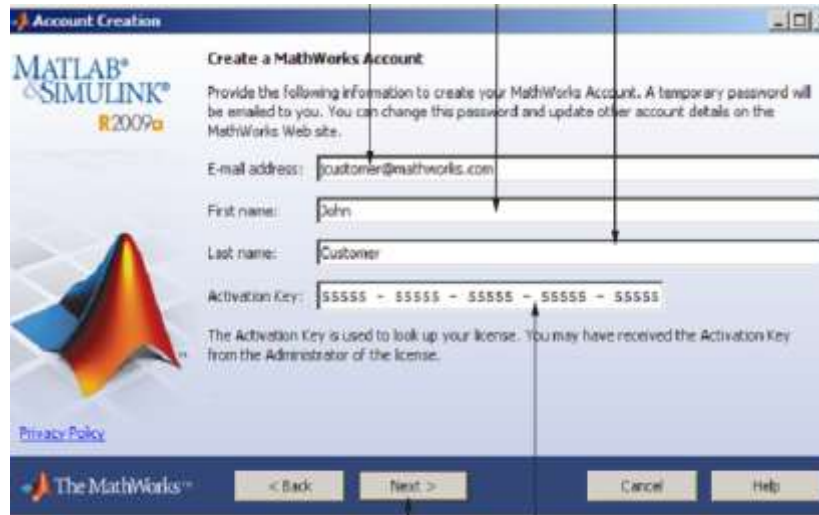 Account Creation
MATLAB®
&SIMULINK®
R2009a
Create a MathWorks Account
Provide the following information to create your MathWorks Account. A temporary password will
be emailed to you. You can change this password and update other account details on the
MathWorks Web site.
E-mail address: jcustomer@mathworks.com
First name: John
Last name: Customer
Activation Key: 55555 - 55555 - 55555 - 55555 - 55555
The Activation Key is used to look up your license. You may have received the Activation Key
from the Administrator of the license.
Privacy Policy
The MathWorks™ < Back Next > Cancel Help